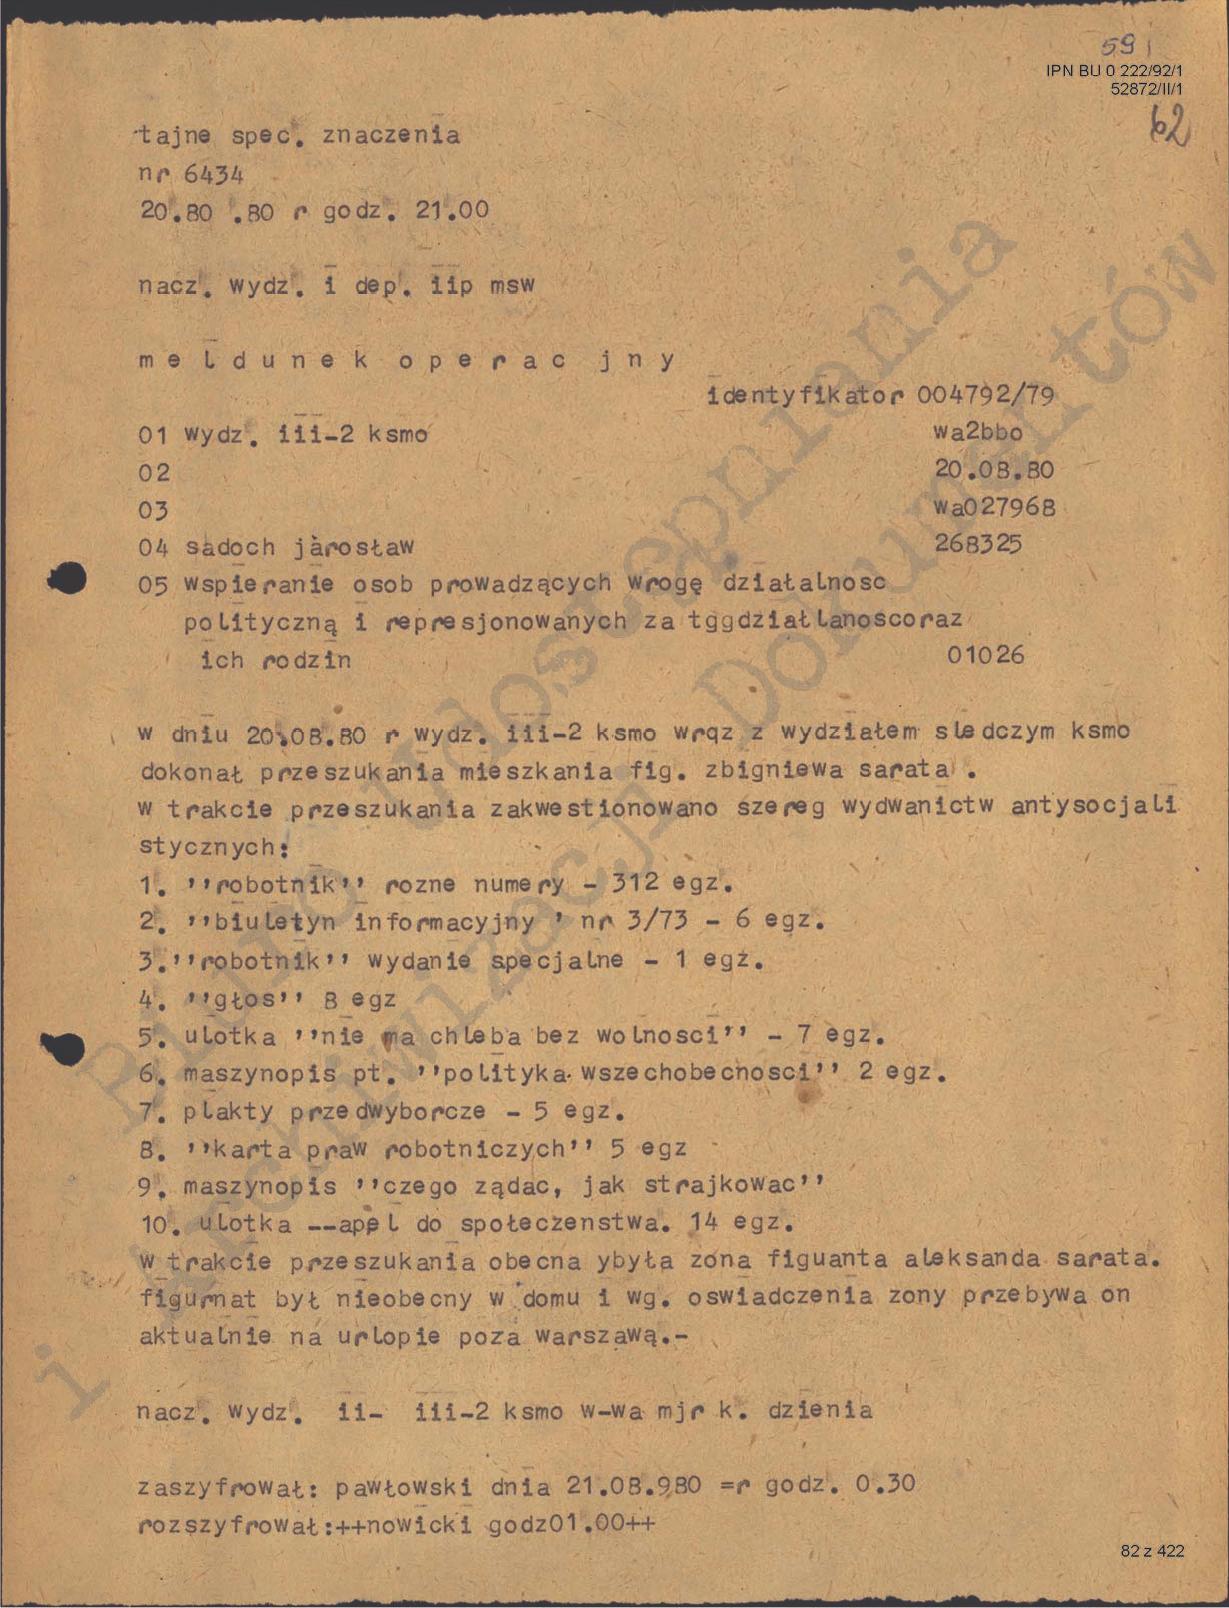 59
IPN BU 0 222/92/1
52872/II/1
62
tajne spec. znaczenia
nr 6434
20.80 .80 r godz. 21.00
nacz. wydz. i dep. iip msw
m e l d u n e k o p e r a c j n y
identyfikator 004792/79
01 wydz. iii-2 ksmo wa2bbo
02 20.08.80
03 wa027968
04 sadoch jarosław 268325
05 wspieranie osob prowadzących wrogę działalnosc
polityczną i represjonowanych za tggdziałlanoscoraz
ich rodzin 01026
w dniu 20.08.80 r wydz. iii-2 ksmo wrqz z wydziałem sledczym ksmo
dokonał przeszukania mieszkania fig. zbigniewa sarata .
w trakcie przeszukania zakwestionowano szereg wydwanictw antysocjali
stycznych:
1. ''robotnik'' rozne numery - 312 egz.
2. ''biuletyn informacyjny ' nr 3/73 - 6 egz.
3.''robotnik'' wydanie specjalne - 1 egz.
4. ''głos'' 8 egz
5. ulotka ''nie ma chleba bez wolnosci'' - 7 egz.
6. maszynopis pt. ''polityka wszechobecnosci'' 2 egz.
7. plakty przedwyborcze - 5 egz.
8. ''karta praw robotniczych'' 5 egz
9. maszynopis ''czego ządac, jak strajkowac''
10. ulotka --apel do społeczenstwa. 14 egz.
w trakcie przeszukania obecna ybyła zona figuanta aleksanda sarata.
figurnat był nieobecny w domu i wg. oswiadczenia zony przebywa on
aktualnie na urlopie poza warszawą.-
nacz. wydz. ii- iii-2 ksmo w-wa mjr k. dzienia
zaszyfrował: pawłowski dnia 21.08.980 =r godz. 0.30
rozszyfrował:++nowicki godz01.00++
82 z 422
Biuro Udostępniania
i Archiwizacji Dokumentów